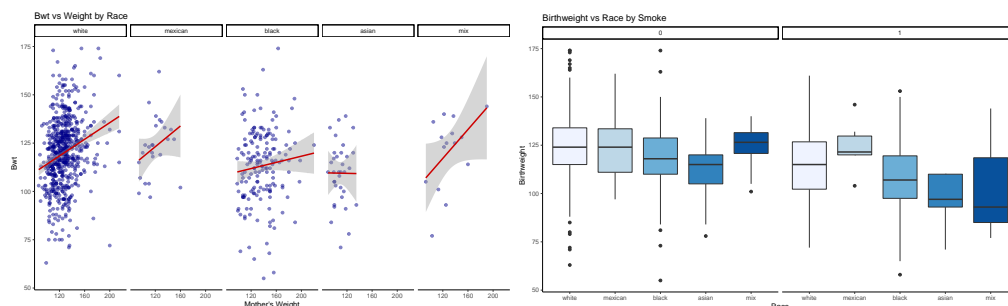 Bwt vs Weight by Race
white mexican black asian mix
175
150
125
100
75
50
Bwt
120 160 200 120 160 200 120 160 200 120 160 200 120 160 200
Mother's Weight
Birthweight vs Race by Smoke
0 1
175
150
125
100
75
50
Birthweight
white mexican black asian mix white mexican black asian mix
Race